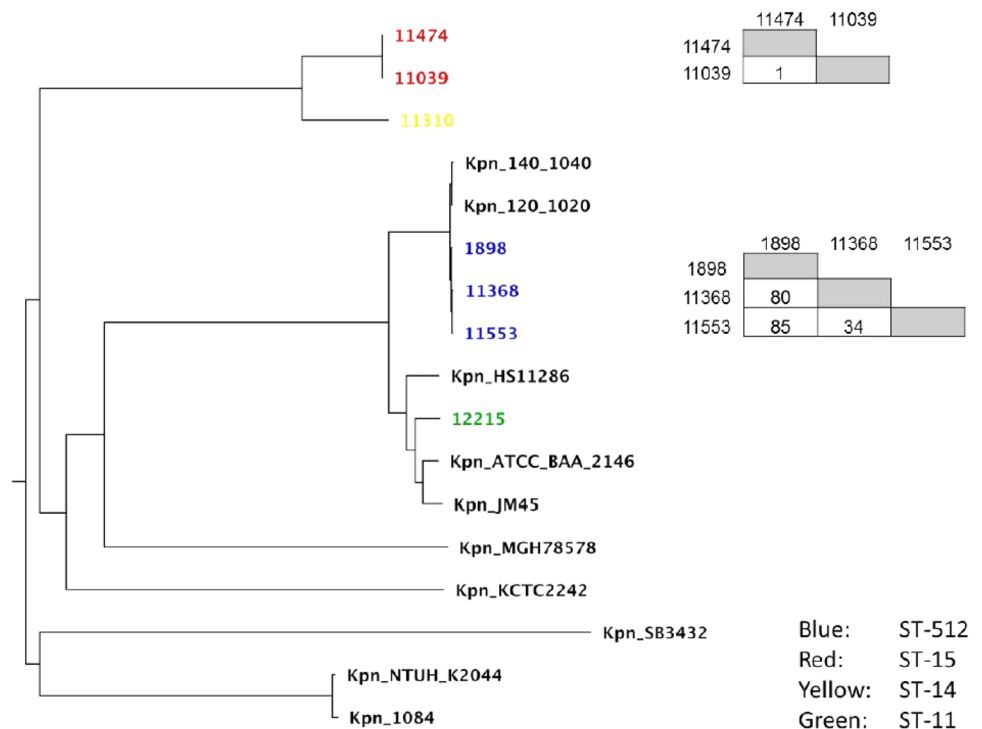 11474 11039
11474
11039 1
11474
11039
11310
Kpn_140_1040
Kpn_120_1020
1898
11368
11553
1898 11368 11553
1898
11368 80
11553 85 34
Kpn_HS11286
12215
Kpn_ATCC_BAA_2146
Kpn_JM45
Kpn_MGH78578
Kpn_KCTC2242
Kpn_SB3432
Kpn_NTUH_K2044
Kpn_1084
Blue: ST-512
Red: ST-15
Yellow: ST-14
Green: ST-11